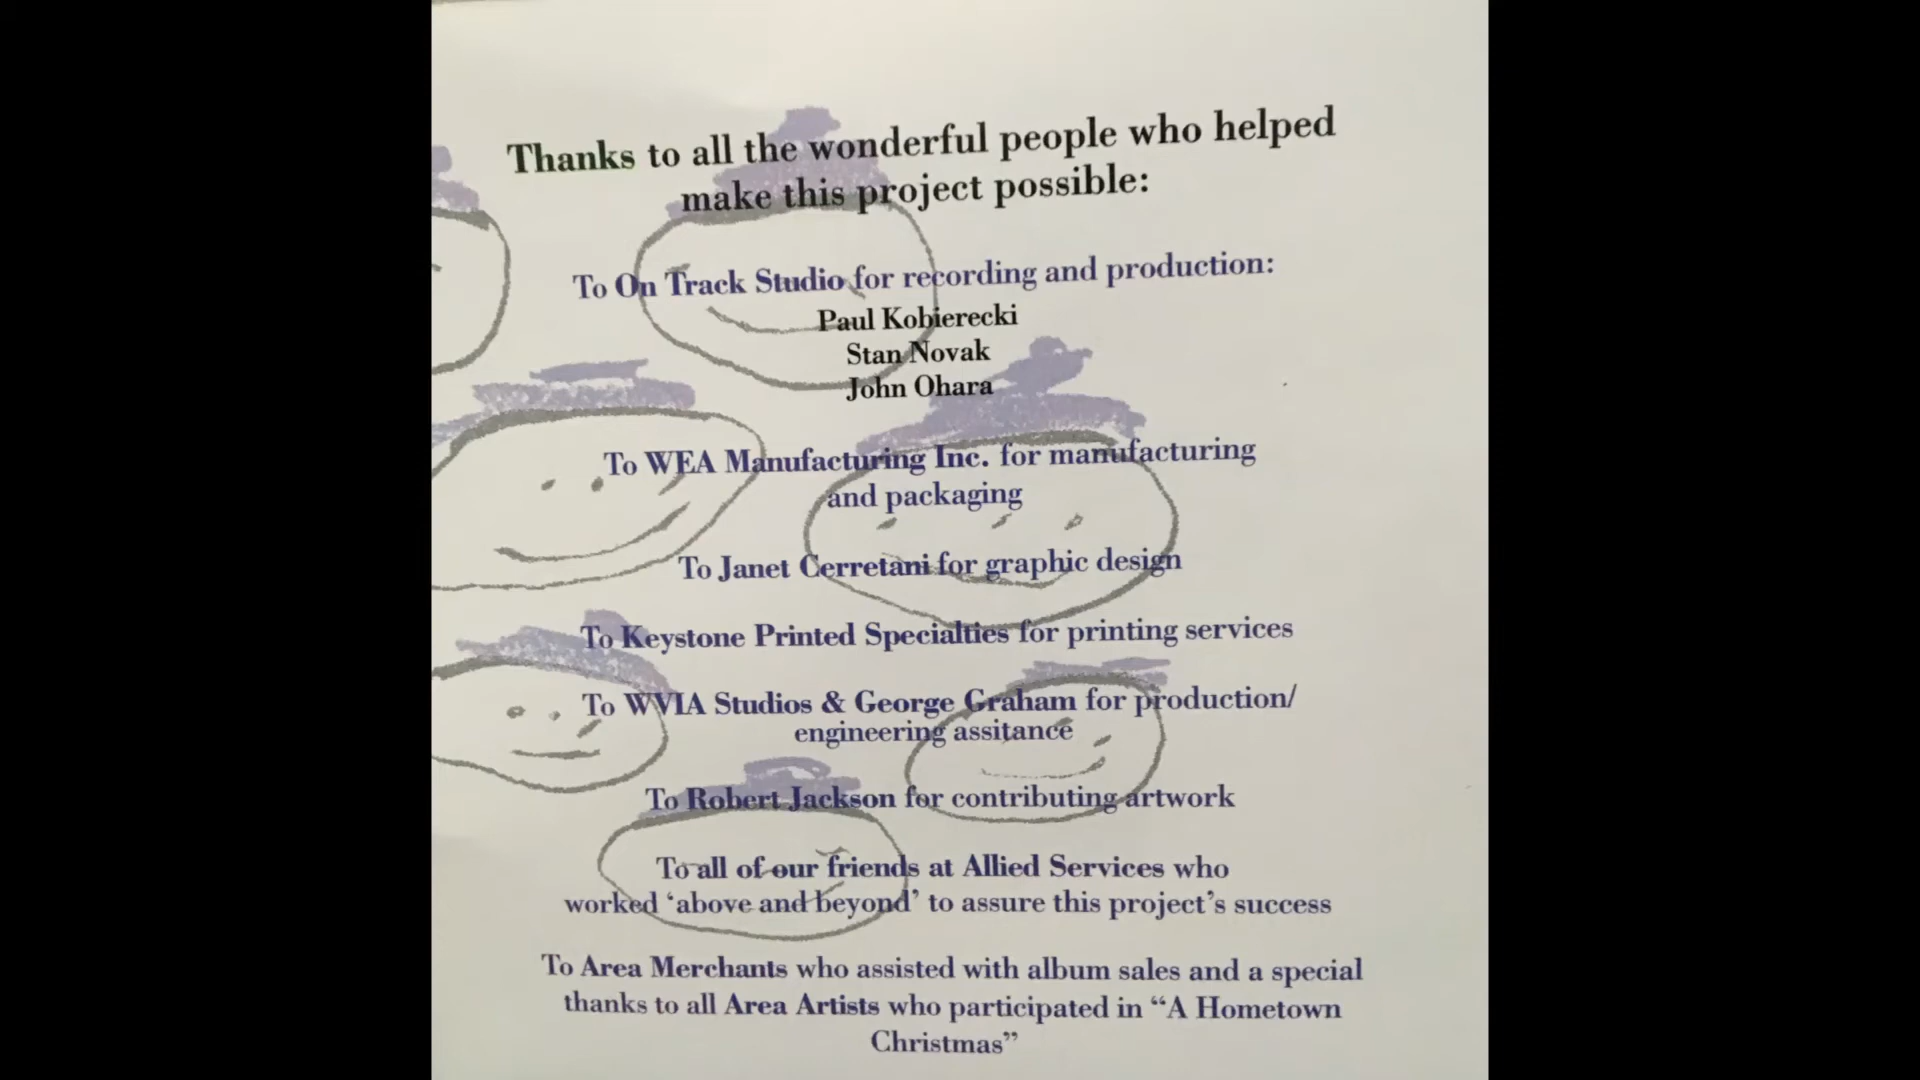 Thanks to all the wonderful people who helped
make this project possible:
To On Track Studio for recording and production:
Paul Kobierecki
Stan Novak
John Ohara
To WEA Manufacturing Inc. for manufacturing
and packaging
To Janet Cerretani for graphic design
To Keystone Printed Specialties for printing services
To WVIA Studios & George Graham for production/
engineering assitance
To Robert Jackson for contributing artwork
To all of our friends at Allied Services who
worked ‘above and beyond’ to assure this project’s success
To Area Merchants who assisted with album sales and a special
thanks to all Area Artists who participated in “A Hometown
Christmas”